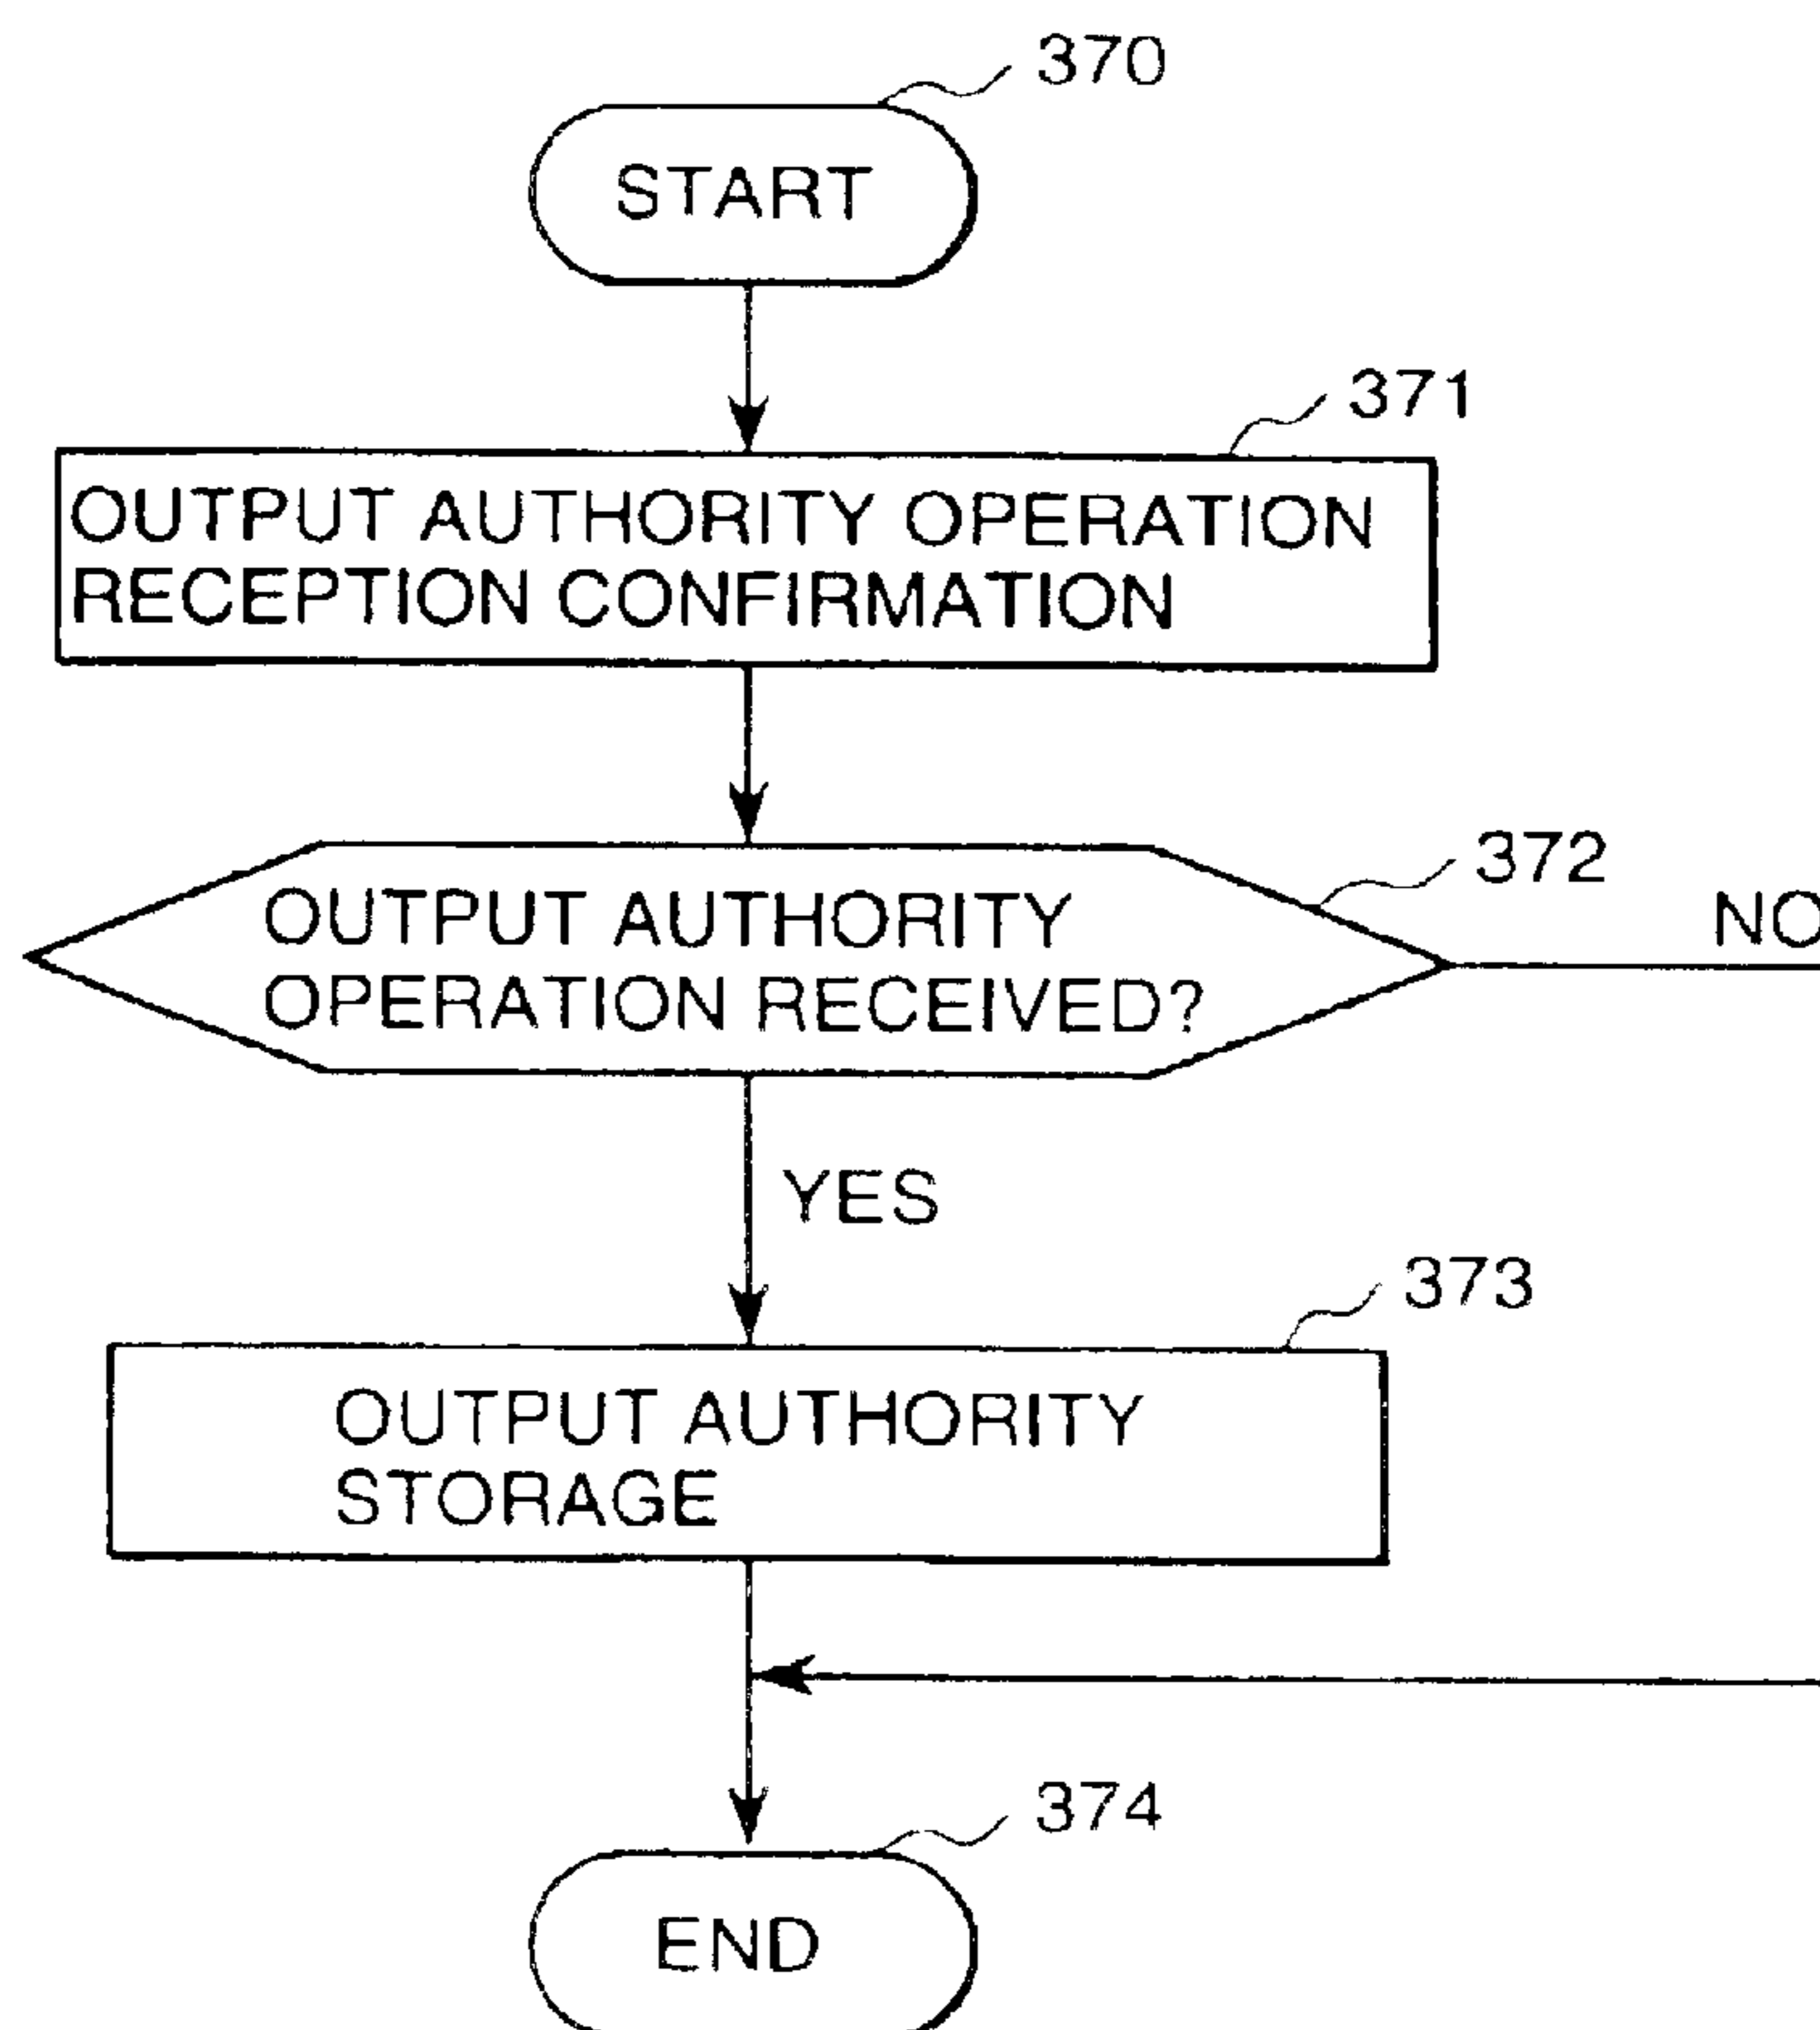 370
START
371
OUTPUT AUTHORITY OPERATION
RECEPTION CONFIRMATION
372
OUTPUT AUTHORITY
OPERATION RECEIVED?
NO
YES
373
OUTPUT AUTHORITY
STORAGE
374
END